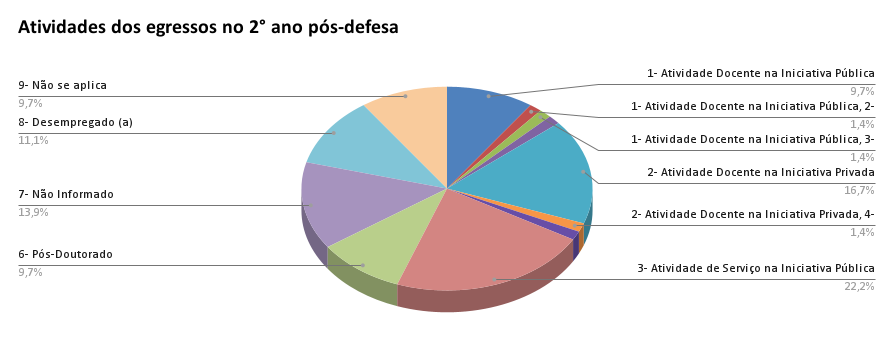 Atividades dos egressos no 2° ano pós-defesa
1- Atividade Docente na Iniciativa Pública
9,7%
1- Atividade Docente na Iniciativa Pública, 2-
1,4%
1- Atividade Docente na Iniciativa Pública, 3-
1,4%
2- Atividade Docente na Iniciativa Privada
16,7%
2- Atividade Docente na Iniciativa Privada, 4-
1,4%
3- Atividade de Serviço na Iniciativa Pública
22,2%
9- Não se aplica
9,7%
8- Desempregado (a)
11,1%
7- Não Informado
13,9%
6- Pós-Doutorado
9,7%